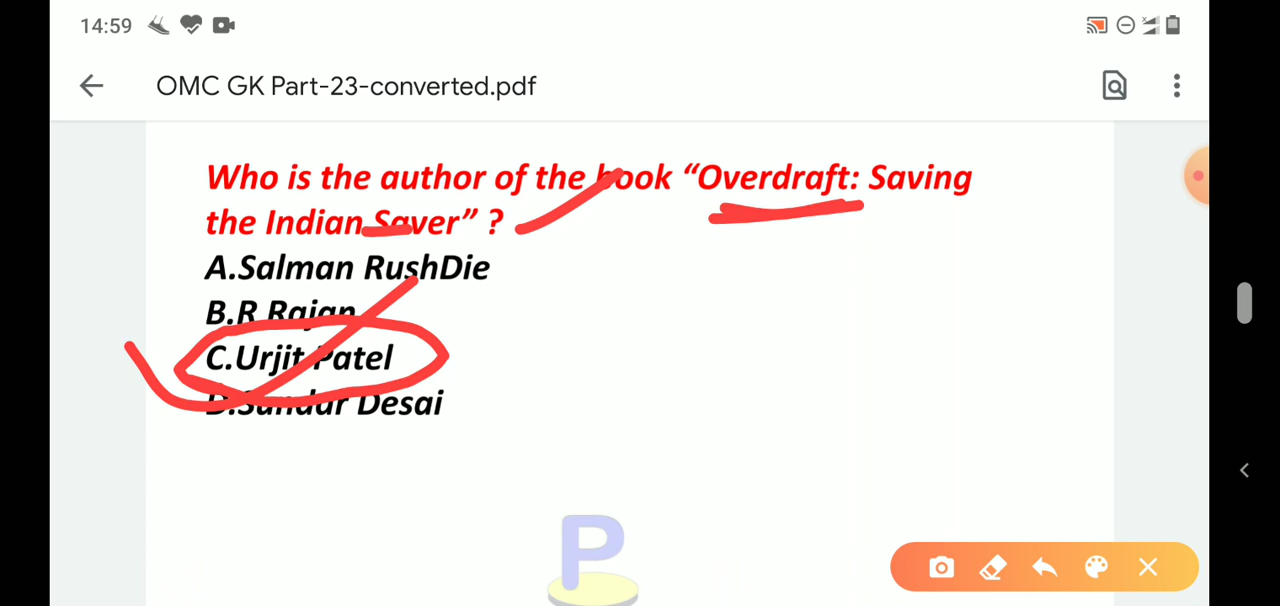 14:59
OMC GK Part-23-converted.pdf
Who is the author of the book “Overdraft: Saving
the Indian Saver” ?
A.Salman RushDie
B.R Rajan
C.Urjit Patel
D.Sundar Desai
P